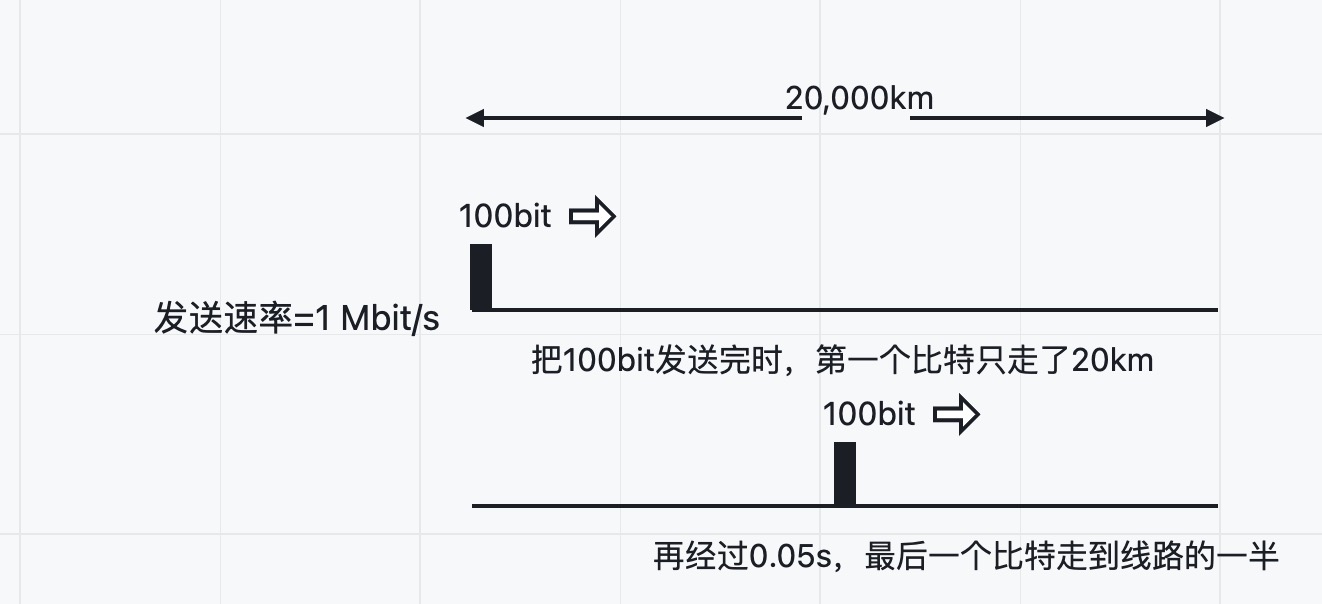 20,000km
100bit
发送速率=1 Mbit/s
把100bit发送完时，第一个比特只走了20km
100bit
再经过0.05s，最后一个比特走到线路的一半